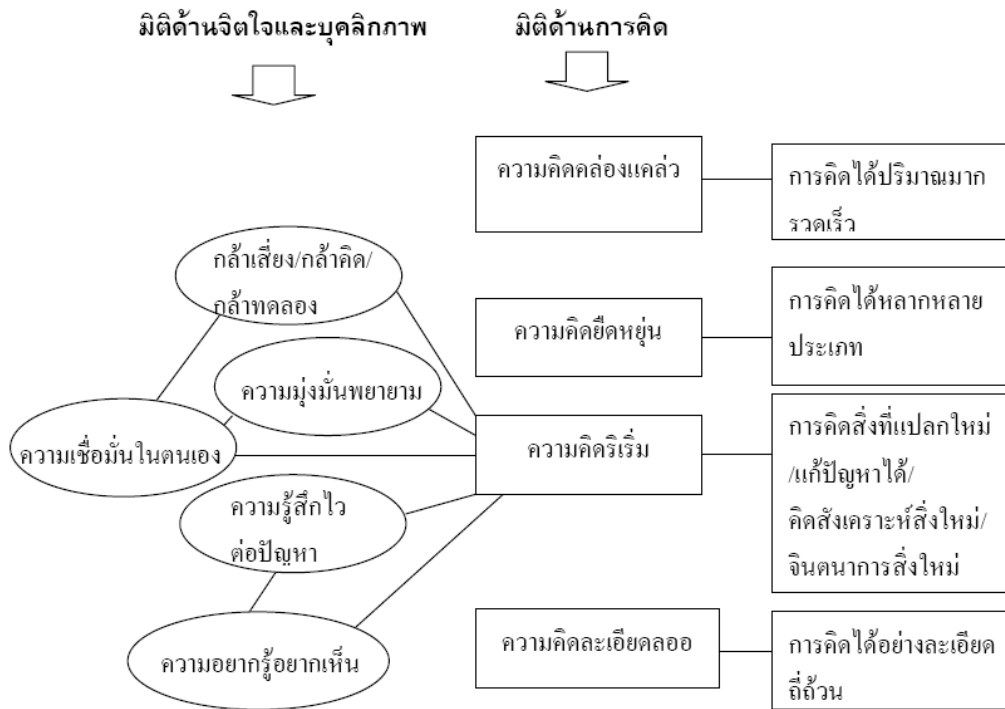 มิติด้านจิตใจและบุคลิกภาพ
มิติด้านการคิด
ความคิดคล่องแคล่ว
การคิดได้ปริมาณมาก
รวดเร็ว
กล้าเสี่ยง/กล้าคิด/
กล้าทดลอง
ความคิดยืดหยุ่น
การคิดได้หลากหลาย
ประเภท
ความมุ่งมั่นพยายาม
ความเชื่อมั่นในตนเอง
ความคิดริเริ่ม
การคิดสิ่งที่แปลกใหม่
/แก้ปัญหาได้/
คิดสังเคราะห์สิ่งใหม่/
จินตนาการสิ่งใหม่
ความรู้สึกไว
ต่อปัญหา
ความอยากรู้อยากเห็น
ความคิดละเอียดลออ
การคิดได้อย่างละเอียด
ถี่ถ้วน